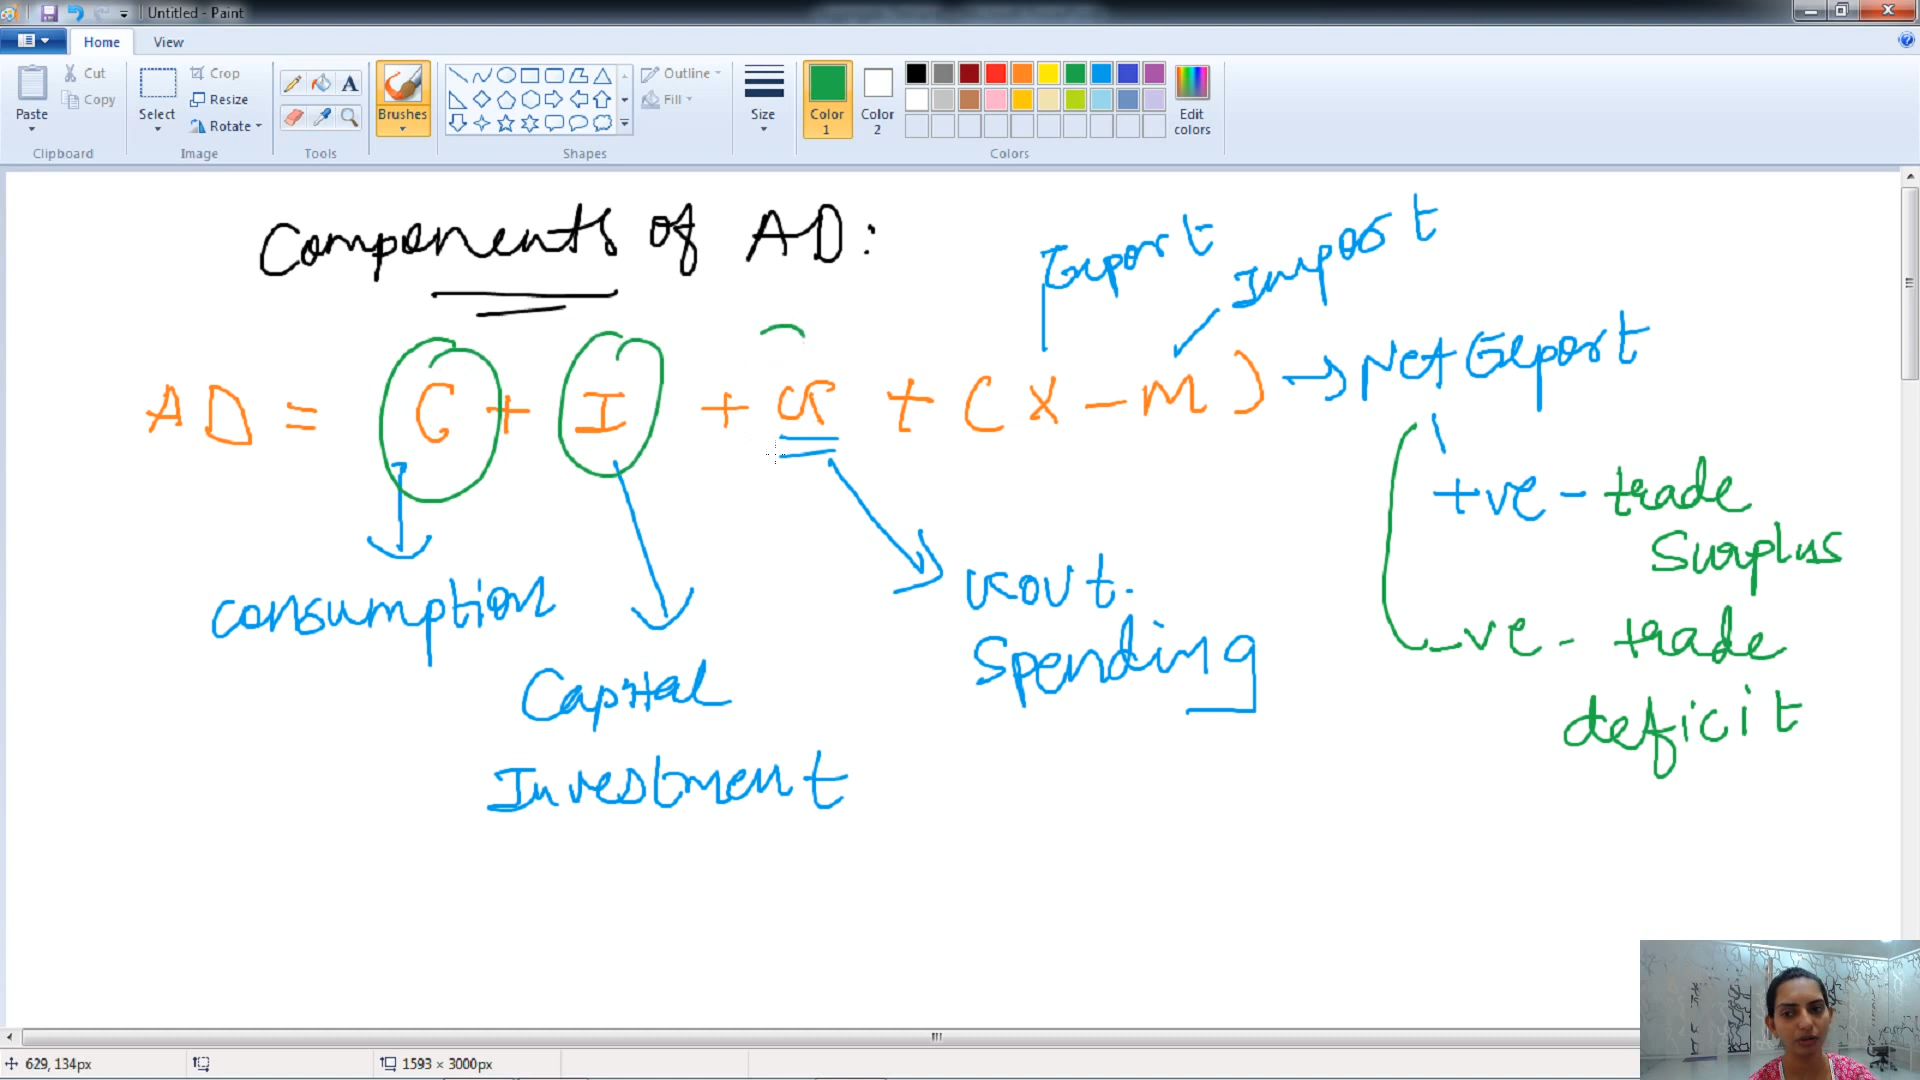 Untitled - Paint
Home View
Paste
Cut
Copy
Clipboard
Select
Crop
Resize
Rotate
Image
A
Tools
Brushes
Outline
Fill
Shapes
Size
Color 1
Color 2
Edit colors
Colors
Components of AD:
Export Import
AD = C + I + G + (X - M) → Net Export
+ve - trade
Surplus
-ve - trade
deficit
consumption
Govt.
Spending
Capital
Investment
629, 134px
1593 × 3000px